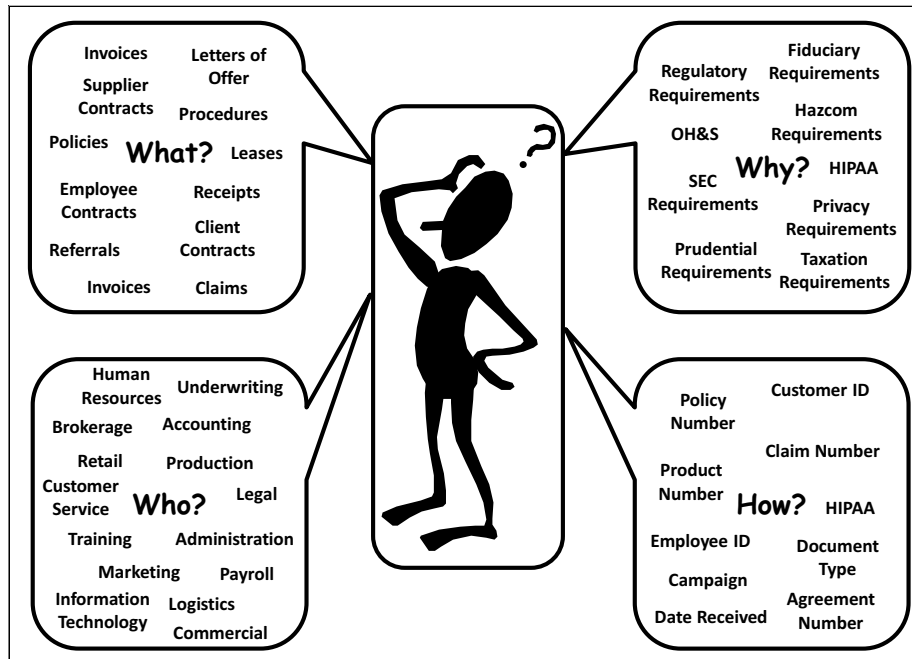 Invoices
Letters of
Offer
Supplier
Contracts
Procedures
Policies
What?
Leases
Employee
Contracts
Receipts
Referrals
Client
Contracts
Invoices
Claims
?
Regulatory
Requirements
Fiduciary
Requirements
OH&S
Hazcom
Requirements
Why?
HIPAA
SEC
Requirements
Privacy
Requirements
Prudential
Requirements
Taxation
Requirements
Human
Resources
Underwriting
Brokerage
Accounting
Retail
Production
Customer
Service
Who?
Legal
Training
Administration
Marketing
Payroll
Information
Technology
Logistics
Commercial
Policy
Number
Customer ID
Claim Number
Product
Number
How?
HIPAA
Employee ID
Document
Type
Campaign
Date Received
Agreement
Number